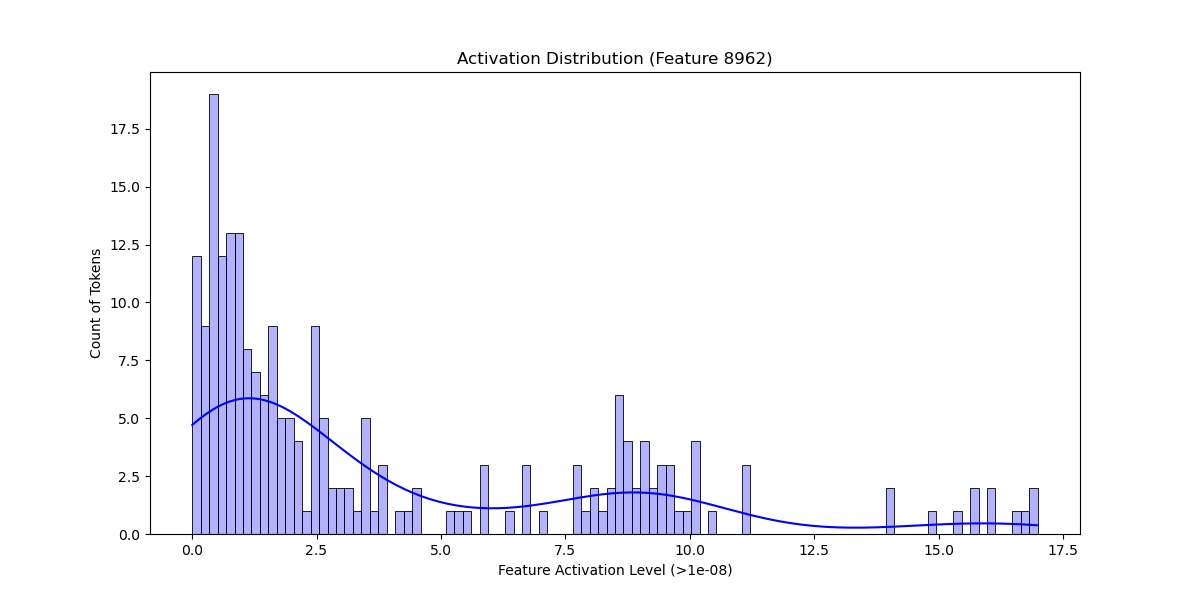 Activation Distribution (Feature 8962)
17.5
15.0
12.5
10.0
7.5
5.0
2.5
0.0
Count of Tokens
0.0 2.5 5.0 7.5 10.0 12.5 15.0 17.5
Feature Activation Level (>1e-08)